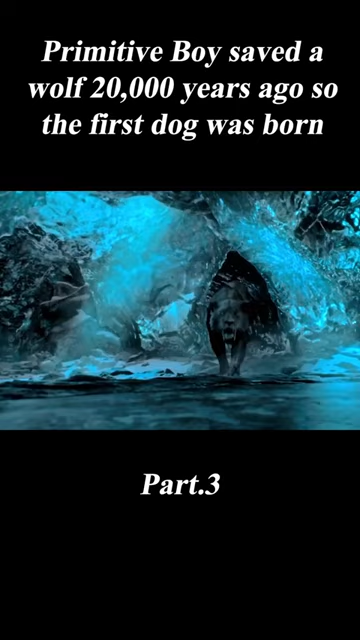 Primitive Boy saved a
wolf 20,000 years ago so
the first dog was born
Part.3